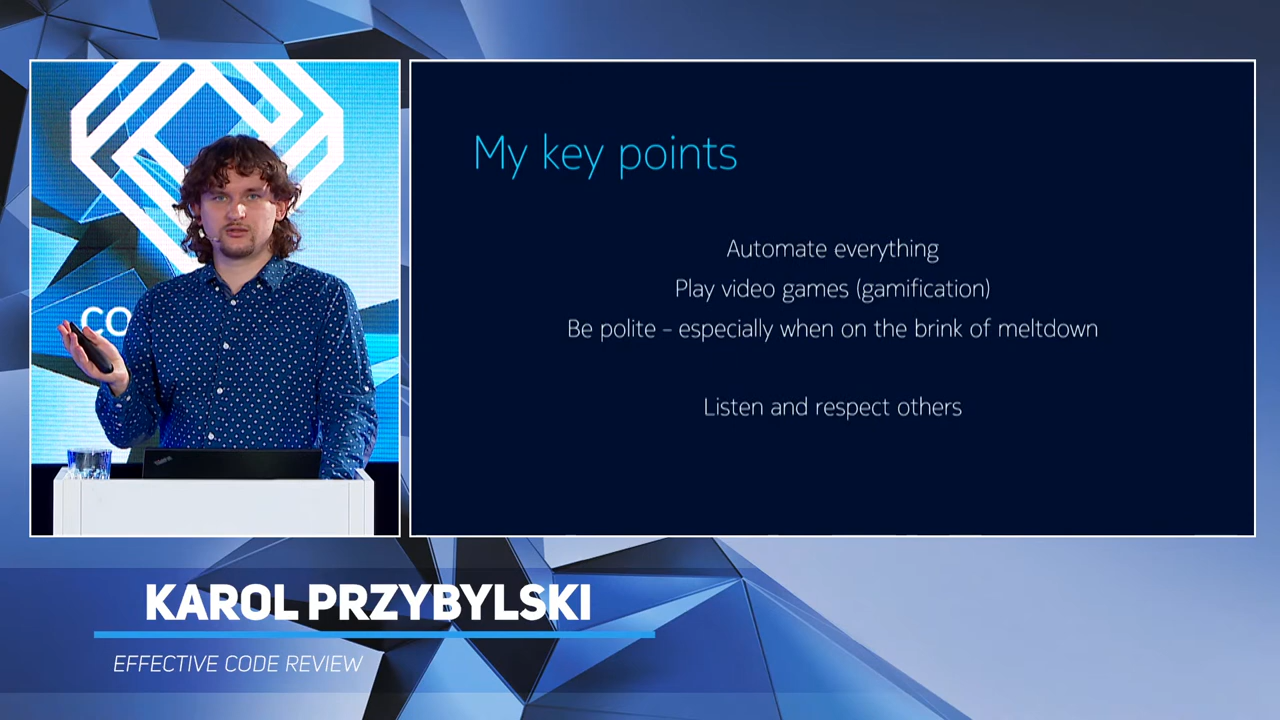 CO
My key points
Automate everything
Play video games (gamification)
Be polite – especially when on the brink of meltdown
Listen and respect others
KAROL PRZYBYLSKI
EFFECTIVE CODE REVIEW